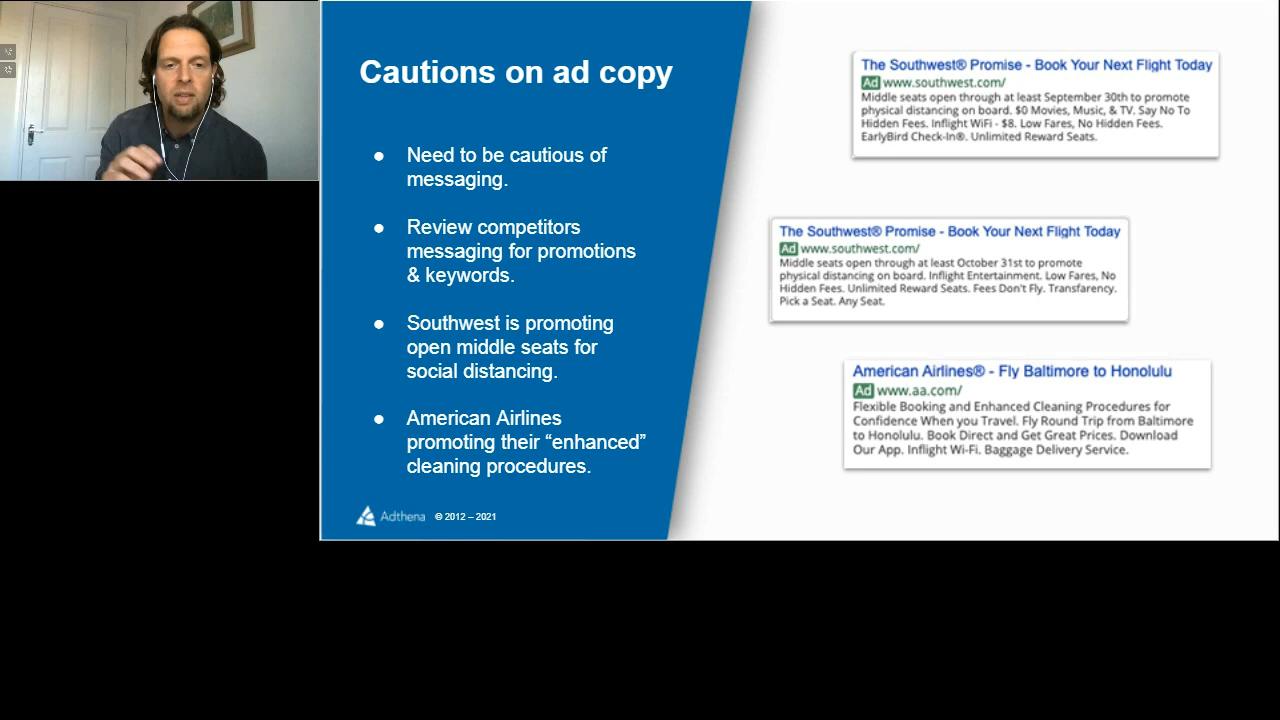 Cautions on ad copy
● Need to be cautious of
messaging.
● Review competitors
messaging for promotions
& keywords.
● Southwest is promoting
open middle seats for
social distancing.
● American Airlines
promoting their “enhanced”
cleaning procedures.
Adthena © 2012 – 2021
The Southwest® Promise - Book Your Next Flight Today
Ad www.southwest.com/
Middle seats open through at least September 30th to promote
physical distancing on board. $0 Movies, Music, & TV. Say No To
Hidden Fees. Inflight WiFi - $8. Low Fares, No Hidden Fees.
EarlyBird Check-In®. Unlimited Reward Seats.
The Southwest® Promise - Book Your Next Flight Today
Ad www.southwest.com/
Middle seats open through at least October 31st to promote
physical distancing on board. Inflight Entertainment. Low Fares, No
Hidden Fees. Unlimited Reward Seats. Fees Don't Fly. Transfarency.
Pick a Seat. Any Seat.
American Airlines® - Fly Baltimore to Honolulu
Ad www.aa.com/
Flexible Booking and Enhanced Cleaning Procedures for
Confidence When you Travel. Fly Round Trip from Baltimore
to Honolulu. Book Direct and Get Great Prices. Download
Our App. Inflight Wi-Fi. Baggage Delivery Service.